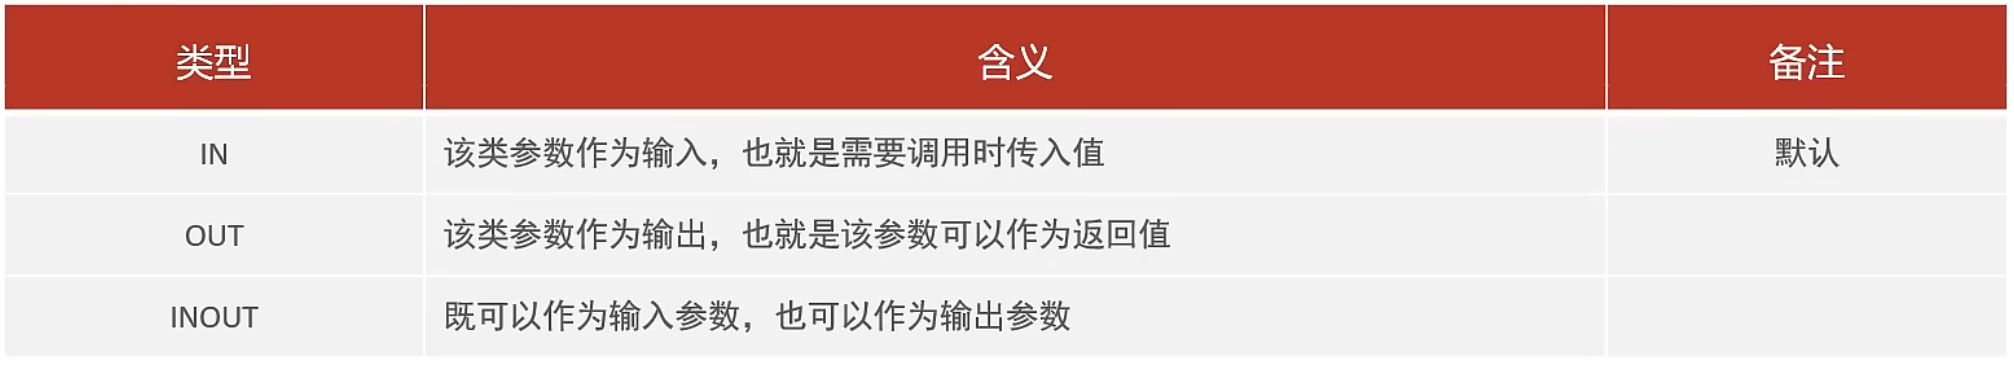 类型 含义 备注
IN 该类参数作为输入，也就是需要调用时传入值 默认
OUT 该类参数作为输出，也就是该参数可以作为返回值
INOUT 既可以作为输入参数，也可以作为输出参数